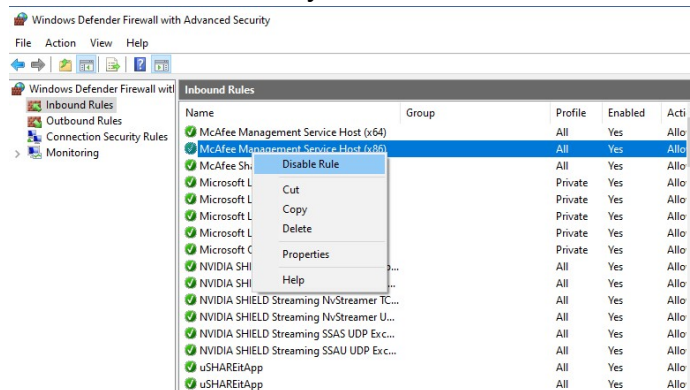 Windows Defender Firewall with Advanced Security
File Action View Help
Windows Defender Firewall witl
Inbound Rules
Outbound Rules
Connection Security Rules
Monitoring
Inbound Rules
Name Group Profile Enabled Acti
McAfee Management Service Host (x64) All Yes Allo
McAfee Management Service Host (x86) All Yes Allo
McAfee Sh All Yes Allo
Microsoft L Private Yes Allo
Microsoft L Private Yes Allo
Microsoft L Private Yes Allo
Microsoft L Private Yes Allo
Microsoft C Private Yes Allo
NVIDIA SHI ... All Yes Allo
NVIDIA SHI ... All Yes Allo
NVIDIA SHIELD Streaming NvStreamer TC... All Yes Allo
NVIDIA SHIELD Streaming NvStreamer U... All Yes Allo
NVIDIA SHIELD Streaming SSAS UDP Exc... All Yes Allo
NVIDIA SHIELD Streaming SSAU UDP Exc... All Yes Allo
uSHAREitApp All Yes Allo
uSHAREitApp All Yes Allo
Disable Rule
Cut
Copy
Delete
Properties
Help